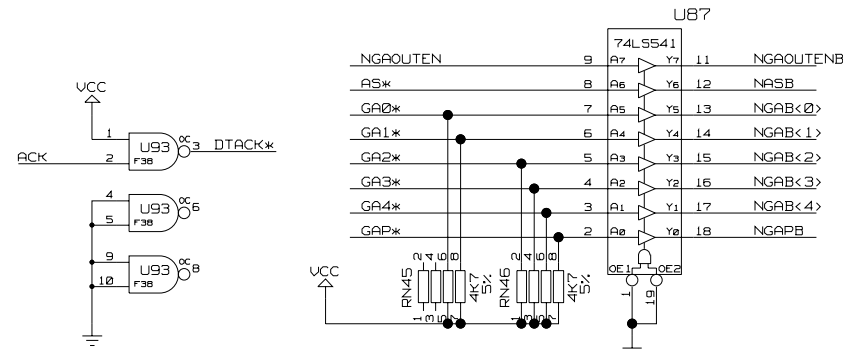 U87
74LS541
NGAOUTEN 9 A7 Y7 11 NGAOUTENB
AS* 8 A6 Y6 12 NASB
GA0* 7 A5 Y5 13 NGAB<0>
GA1* 6 A4 Y4 14 NGAB<1>
GA2* 5 A3 Y3 15 NGAB<2>
GA3* 4 A2 Y2 16 NGAB<3>
GA4* 3 A1 Y1 17 NGAB<4>
GAP* 2 A0 Y0 18 NGAPB
OE1 OE2
1 19
VCC
1
ACK 2 U93 F38 OC 3 DTACK*
4
5 U93 F38 OC 6
9
10 U93 F38 OC 8
VCC
RN45 2 4 6 8 4K7 5%
1 3 5 7
RN46 2 4 6 8 4K7 5%
1 3 5 7